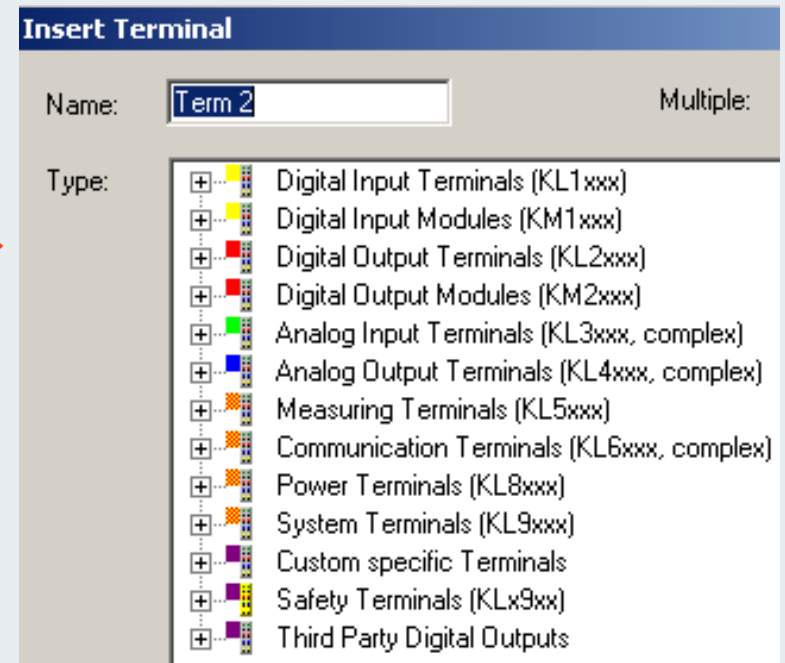 Insert Terminal
Name: Term 2 Multiple:
Type:
Digital Input Terminals (KL1xxx)
Digital Input Modules (KM1xxx)
Digital Output Terminals (KL2xxx)
Digital Output Modules (KM2xxx)
Analog Input Terminals (KL3xxx, complex)
Analog Output Terminals (KL4xxx, complex)
Measuring Terminals (KL5xxx)
Communication Terminals (KL6xxx, complex)
Power Terminals (KL8xxx)
System Terminals (KL9xxx)
Custom specific Terminals
Safety Terminals (KLx9xx)
Third Party Digital Outputs